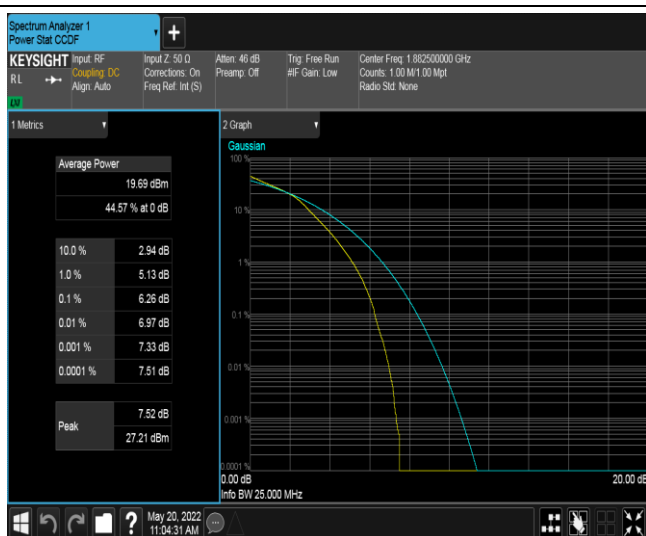 Spectrum Analyzer 1
Power Stat CCDF
+
KEYSIGHT
RL
Input: RF
Coupling: DC
Align: Auto
Input Z: 50 Ω
Corrections: On
Freq Ref: Int (S)
Atten: 46 dB
Preamp: Off
Trig: Free Run
#IF Gain: Low
Center Freq: 1.882500000 GHz
Counts: 1.00 M/1.00 Mpt
Radio Std: None
1 Metrics
Average Power
19.69 dBm
44.57 % at 0 dB
10.0 % 2.94 dB
1.0 % 5.13 dB
0.1 % 6.26 dB
0.01 % 6.97 dB
0.001 % 7.33 dB
0.0001 % 7.51 dB
Peak
7.52 dB
27.21 dBm
2 Graph
Gaussian
100 %
10 %
1 %
0.1 %
0.01 %
0.001 %
0.0001 %
0.00 dB
20.00 dB
Info BW 25.000 MHz
?
May 20, 2022
11:04:31 AM